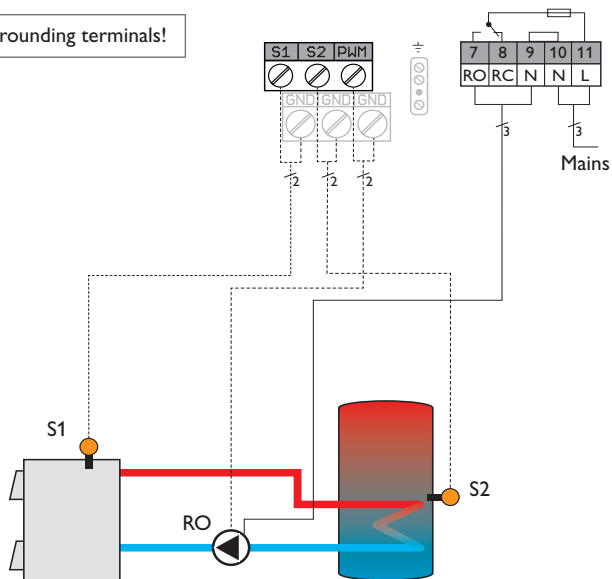 rounding terminals!
S1 S2 PWM
GND GND GND
7 8 9 10 11
RO RC N N L
2 2 2
3 3
Mains
S1
S2
RO